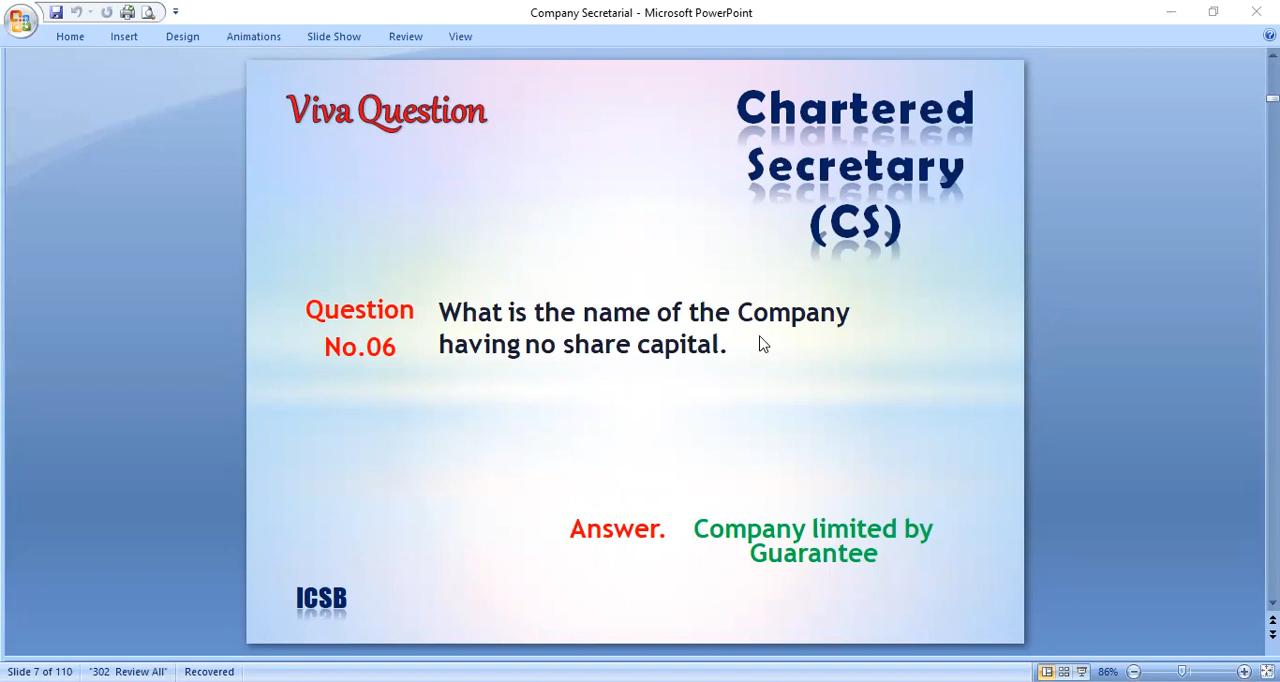 Company Secretarial - Microsoft PowerPoint
Home Insert Design Animations Slide Show Review View
Viva Question
Chartered
Secretary
(CS)
Question
No.06
What is the name of the Company
having no share capital.
Answer.
Company limited by
Guarantee
ICSB
Slide 7 of 110 "302 Review All" Recovered 86%